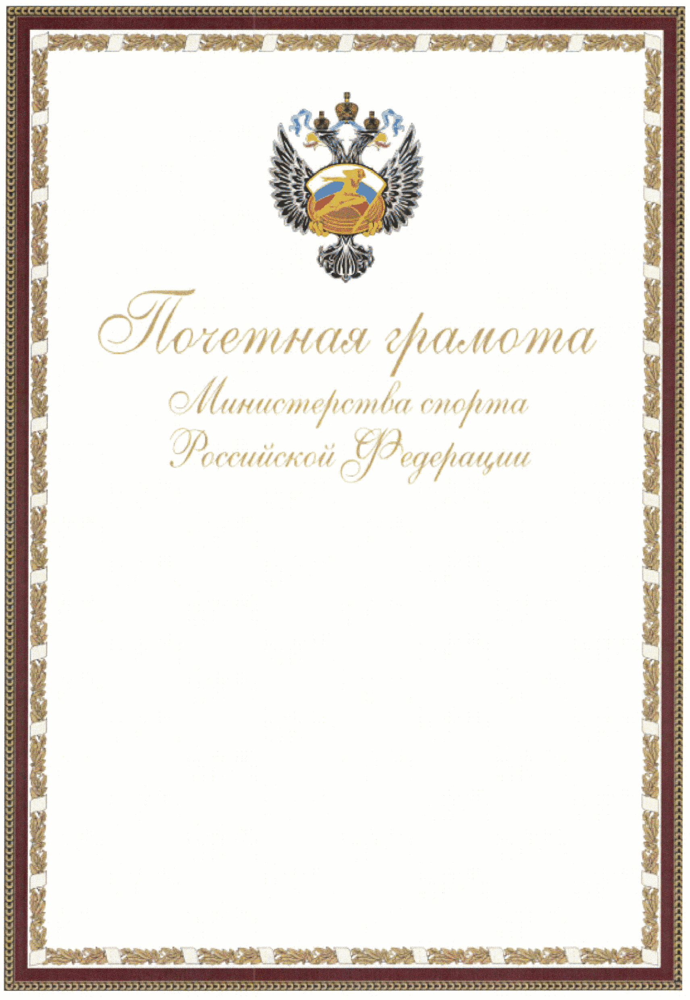 Почетная грамота
Министерства спорта
Российской Федерации